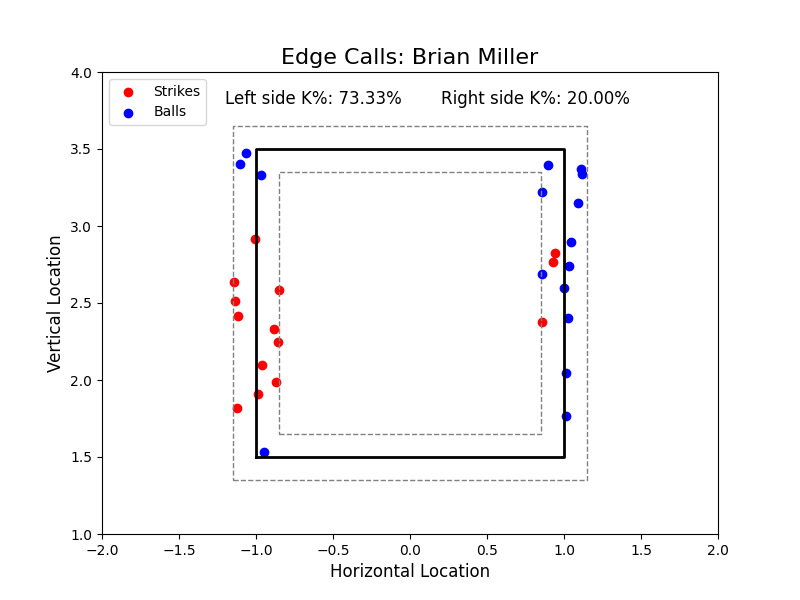 Edge Calls: Brian Miller
Strikes
Balls
Left side K%: 73.33%
Right side K%: 20.00%
4.0
3.5
3.0
2.5
2.0
1.5
1.0
Vertical Location
−2.0
−1.5
−1.0
−0.5
0.0
0.5
1.0
1.5
2.0
Horizontal Location